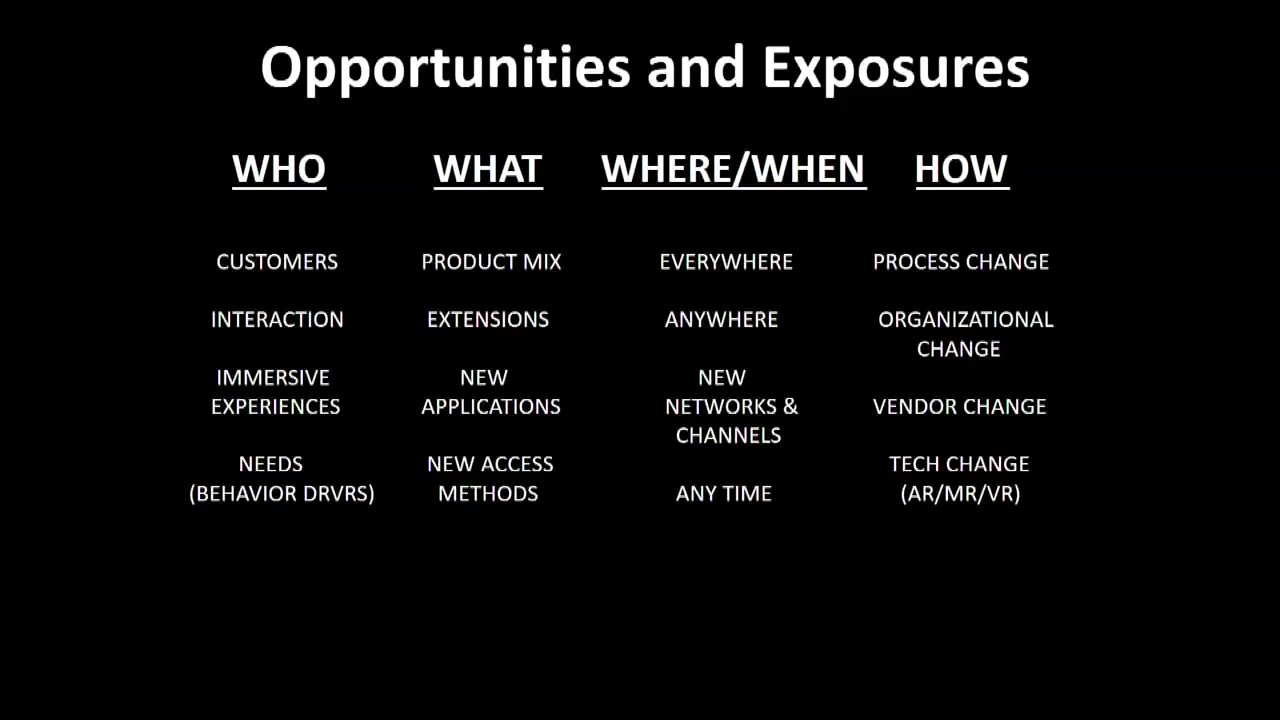 Opportunities and Exposures
WHO WHAT WHERE/WHEN HOW
CUSTOMERS PRODUCT MIX EVERYWHERE PROCESS CHANGE
INTERACTION EXTENSIONS ANYWHERE ORGANIZATIONAL
CHANGE
IMMERSIVE NEW NEW
EXPERIENCES APPLICATIONS NETWORKS & VENDOR CHANGE
CHANNELS
NEEDS NEW ACCESS TECH CHANGE
(BEHAVIOR DRVRS) METHODS ANY TIME (AR/MR/VR)